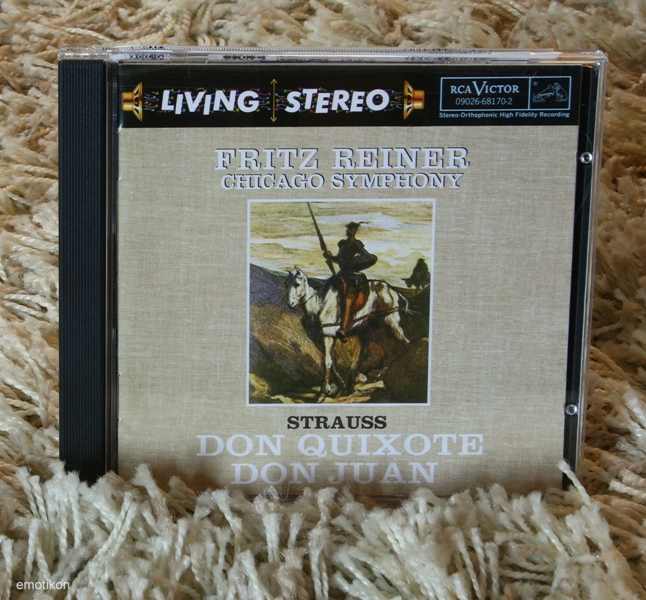 LIVING STEREO
RCA VICTOR
09026-68170-2
Stereo-Orthophonic High Fidelity Recording
FRITZ REINER
CHICAGO SYMPHONY
STRAUSS
DON QUIXOTE
DON JUAN
emotikon